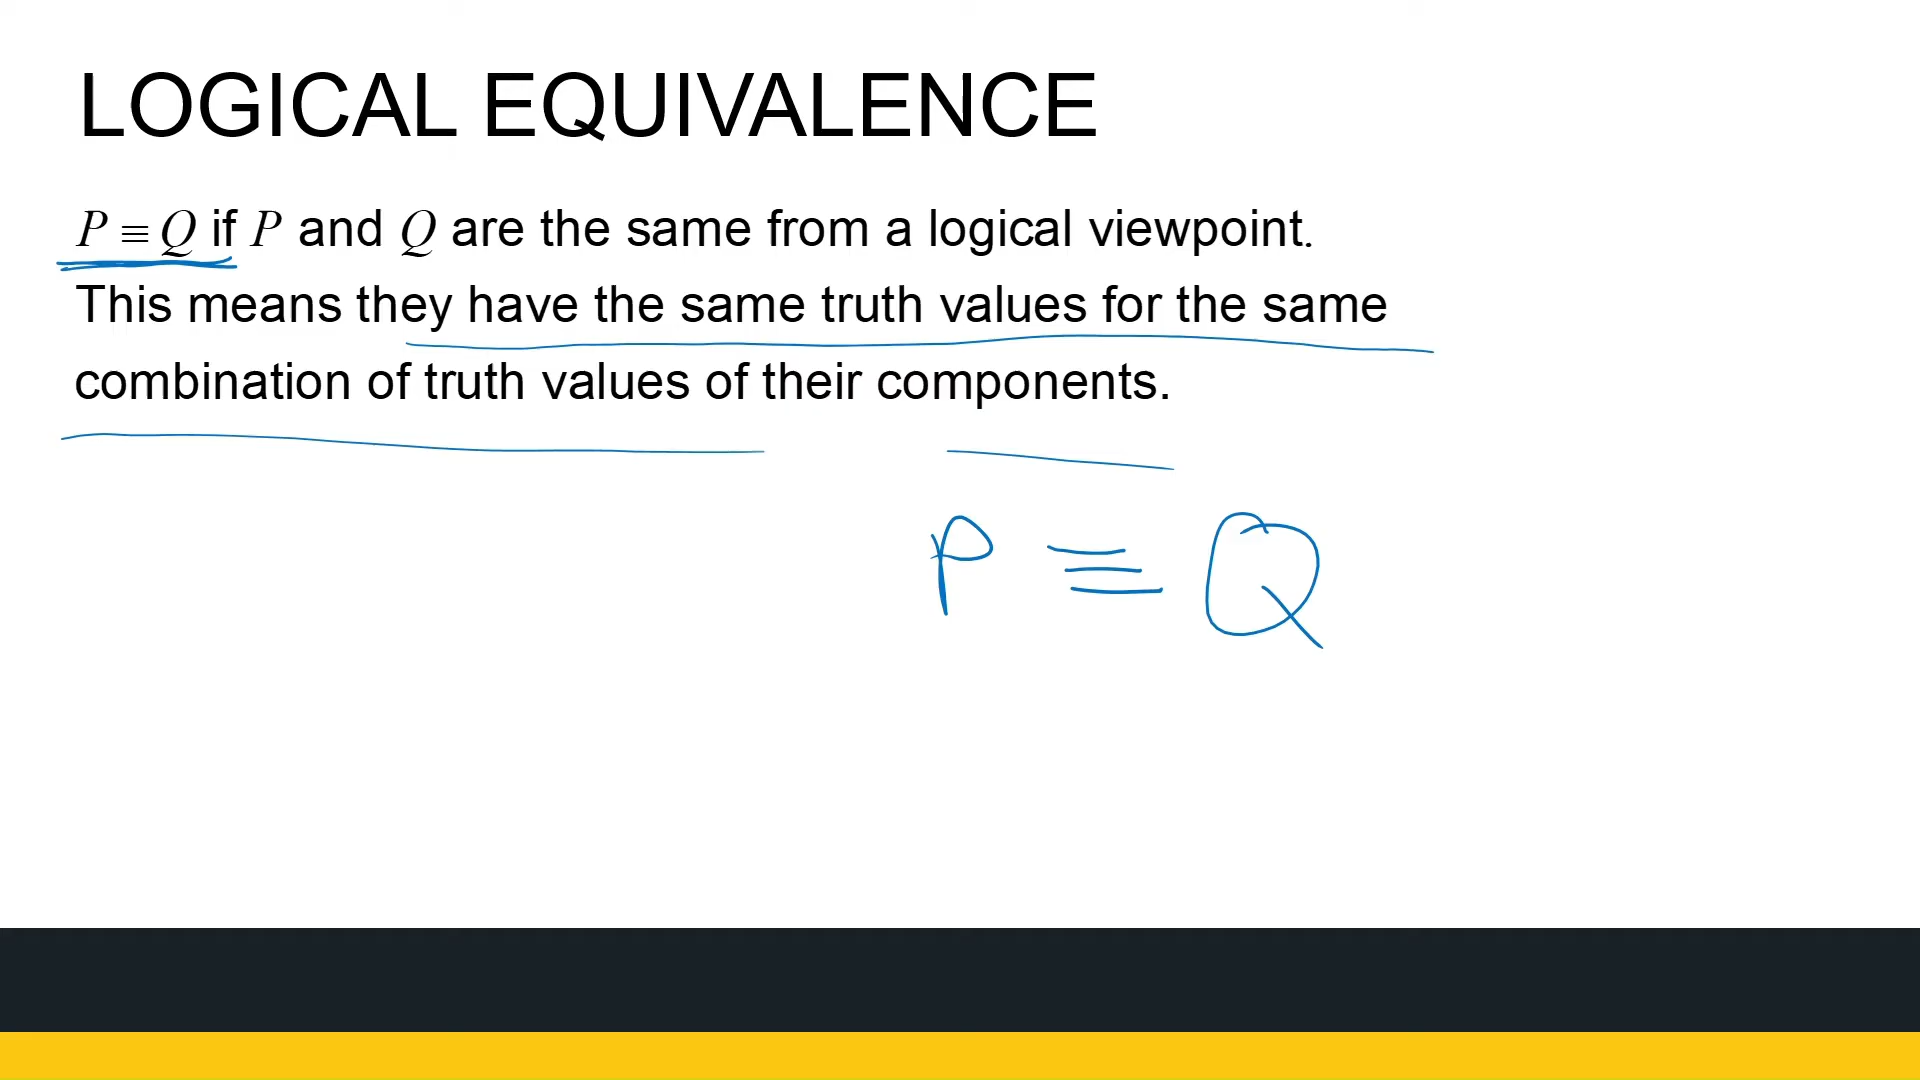 LOGICAL EQUIVALENCE
P ≡ Q if P and Q are the same from a logical viewpoint.
This means they have the same truth values for the same
combination of truth values of their components.
P ≡ Q